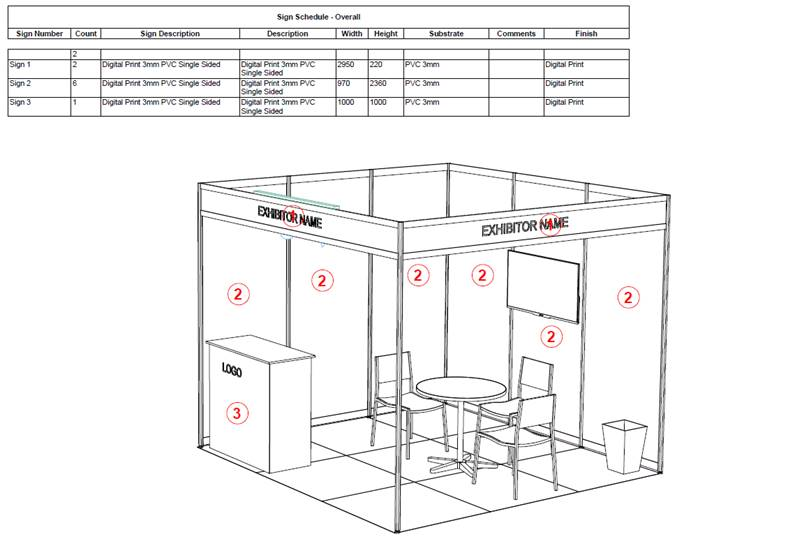 Sign Schedule - Overall
Sign Number Count Sign Description Description Width Height Substrate Comments Finish
2
Sign 1 2 Digital Print 3mm PVC Single Sided Digital Print 3mm PVC Single Sided 2950 220 PVC 3mm Digital Print
Sign 2 6 Digital Print 3mm PVC Single Sided Digital Print 3mm PVC Single Sided 970 2360 PVC 3mm Digital Print
Sign 3 1 Digital Print 3mm PVC Single Sided Digital Print 3mm PVC Single Sided 1000 1000 PVC 3mm Digital Print
EXHIBITOR NAME
1
EXHIBITOR NAME
1
2
2
2
2
2
2
LOGO
3